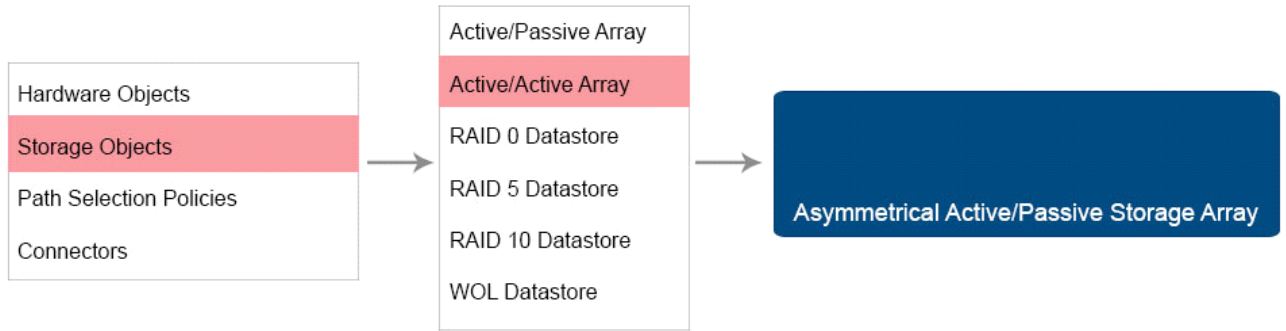 Hardware Objects
Storage Objects
Path Selection Policies
Connectors
Active/Passive Array
Active/Active Array
RAID 0 Datastore
RAID 5 Datastore
RAID 10 Datastore
WOL Datastore
Asymmetrical Active/Passive Storage Array